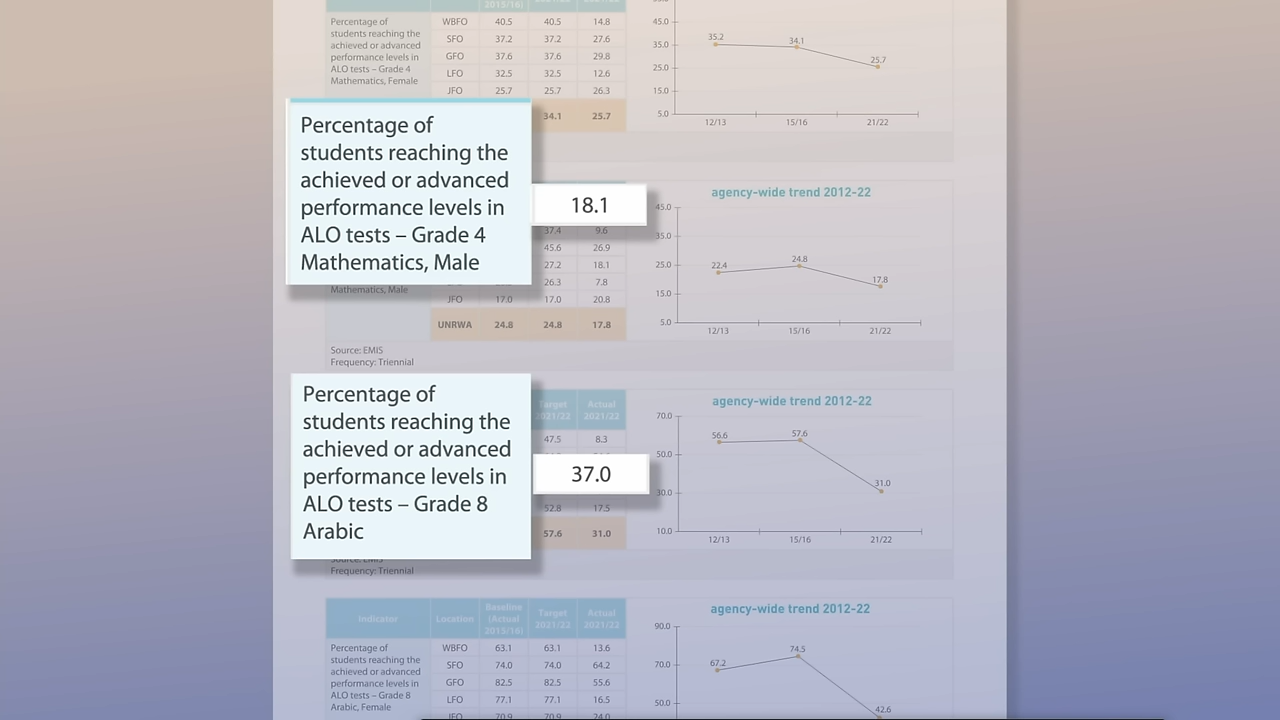 2015/16)
Percentage of
students reaching the
achieved or advanced
performance levels in
ALO tests – Grade 4
Mathematics, Female
WBFO 40.5 40.5 14.8
SFO 37.2 37.2 27.6
GFO 37.6 37.6 29.8
LFO 32.5 32.5 12.6
JFO 25.7 25.7 26.3
34.1 25.7
45.0
35.0
25.0
15.0
5.0
35.2
34.1
25.7
12/13 15/16 21/22
Percentage of
students reaching the
achieved or advanced
performance levels in
ALO tests – Grade 4
Mathematics, Male
18.1
37.4 9.6
45.6 26.9
27.2 18.1
26.3 7.8
Mathematics, Male
JFO 17.0 17.0 20.8
UNRWA 24.8 24.8 17.8
Source: EMIS
Frequency: Triennial
agency-wide trend 2012-22
45.0
35.0
25.0
15.0
5.0
22.4
24.8
17.8
12/13 15/16 21/22
Percentage of
students reaching the
achieved or advanced
performance levels in
ALO tests – Grade 8
Arabic
37.0
Target
2021/22
Actual
2021/22
47.5 8.3
52.8 17.5
57.6 31.0
Source: EMIS
Frequency: Triennial
agency-wide trend 2012-22
70.0
50.0
30.0
10.0
56.6
57.6
31.0
12/13 15/16 21/22
Indicator
Location
Baseline
(Actual
2015/16)
Target
2021/22
Actual
2021/22
Percentage of
students reaching the
achieved or advanced
performance levels in
ALO tests – Grade 8
Arabic, Female
WBFO 63.1 63.1 13.6
SFO 74.0 74.0 64.2
GFO 82.5 82.5 55.6
LFO 77.1 77.1 16.5
JFO 70.9 70.9 24.0
agency-wide trend 2012-22
90.0
70.0
50.0
67.2
74.5
42.6